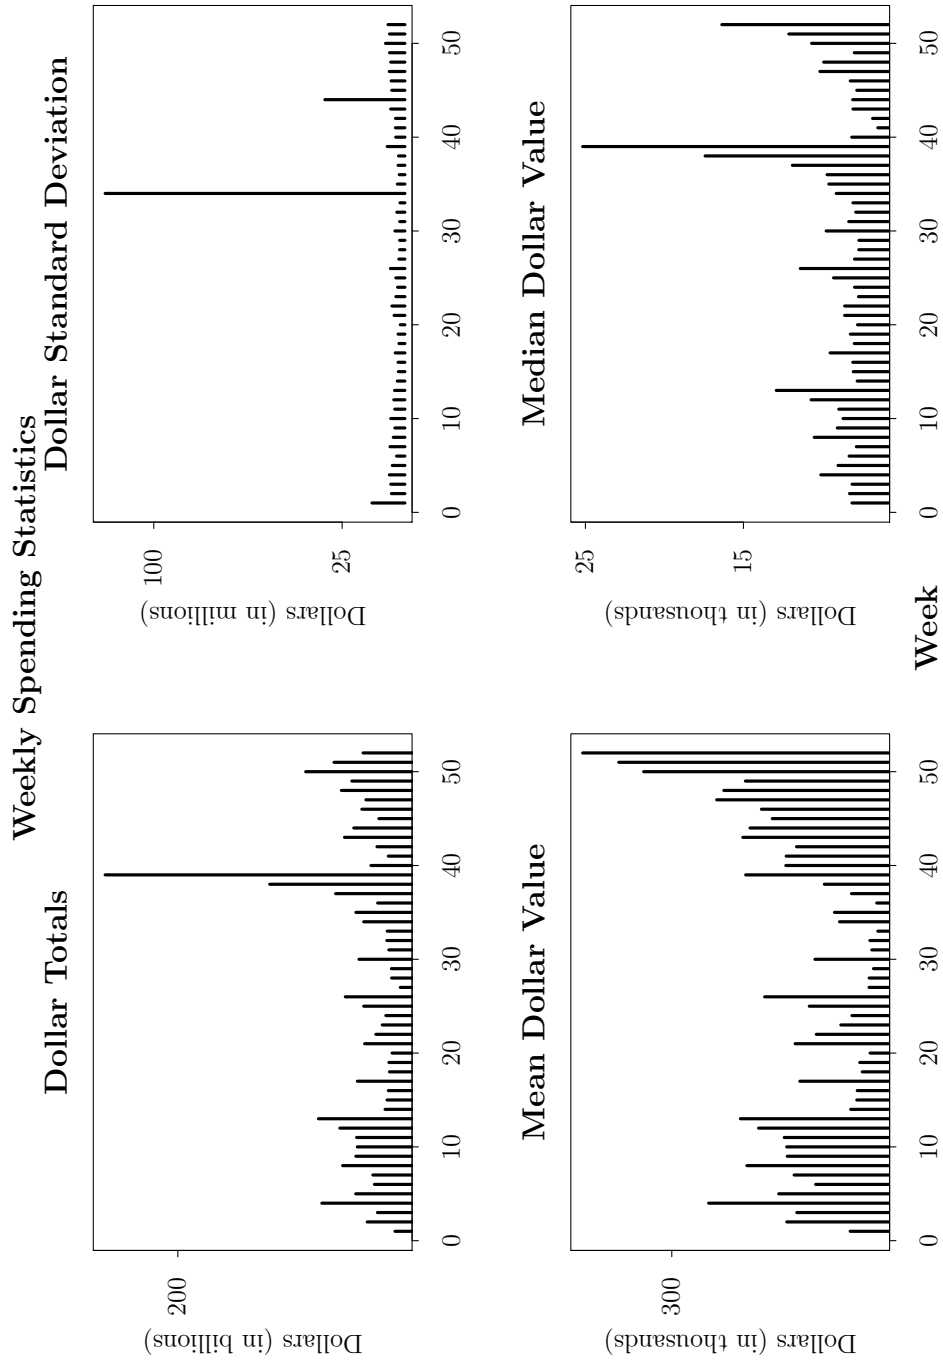 Weekly Spending Statistics
Dollar Totals
Dollar Standard Deviation
Dollars (in billions)
200
0 10 20 30 40 50
Dollars (in millions)
25
100
0 10 20 30 40 50
Mean Dollar Value
Median Dollar Value
Dollars (in thousands)
300
0 10 20 30 40 50
Dollars (in thousands)
15
25
0 10 20 30 40 50
Week